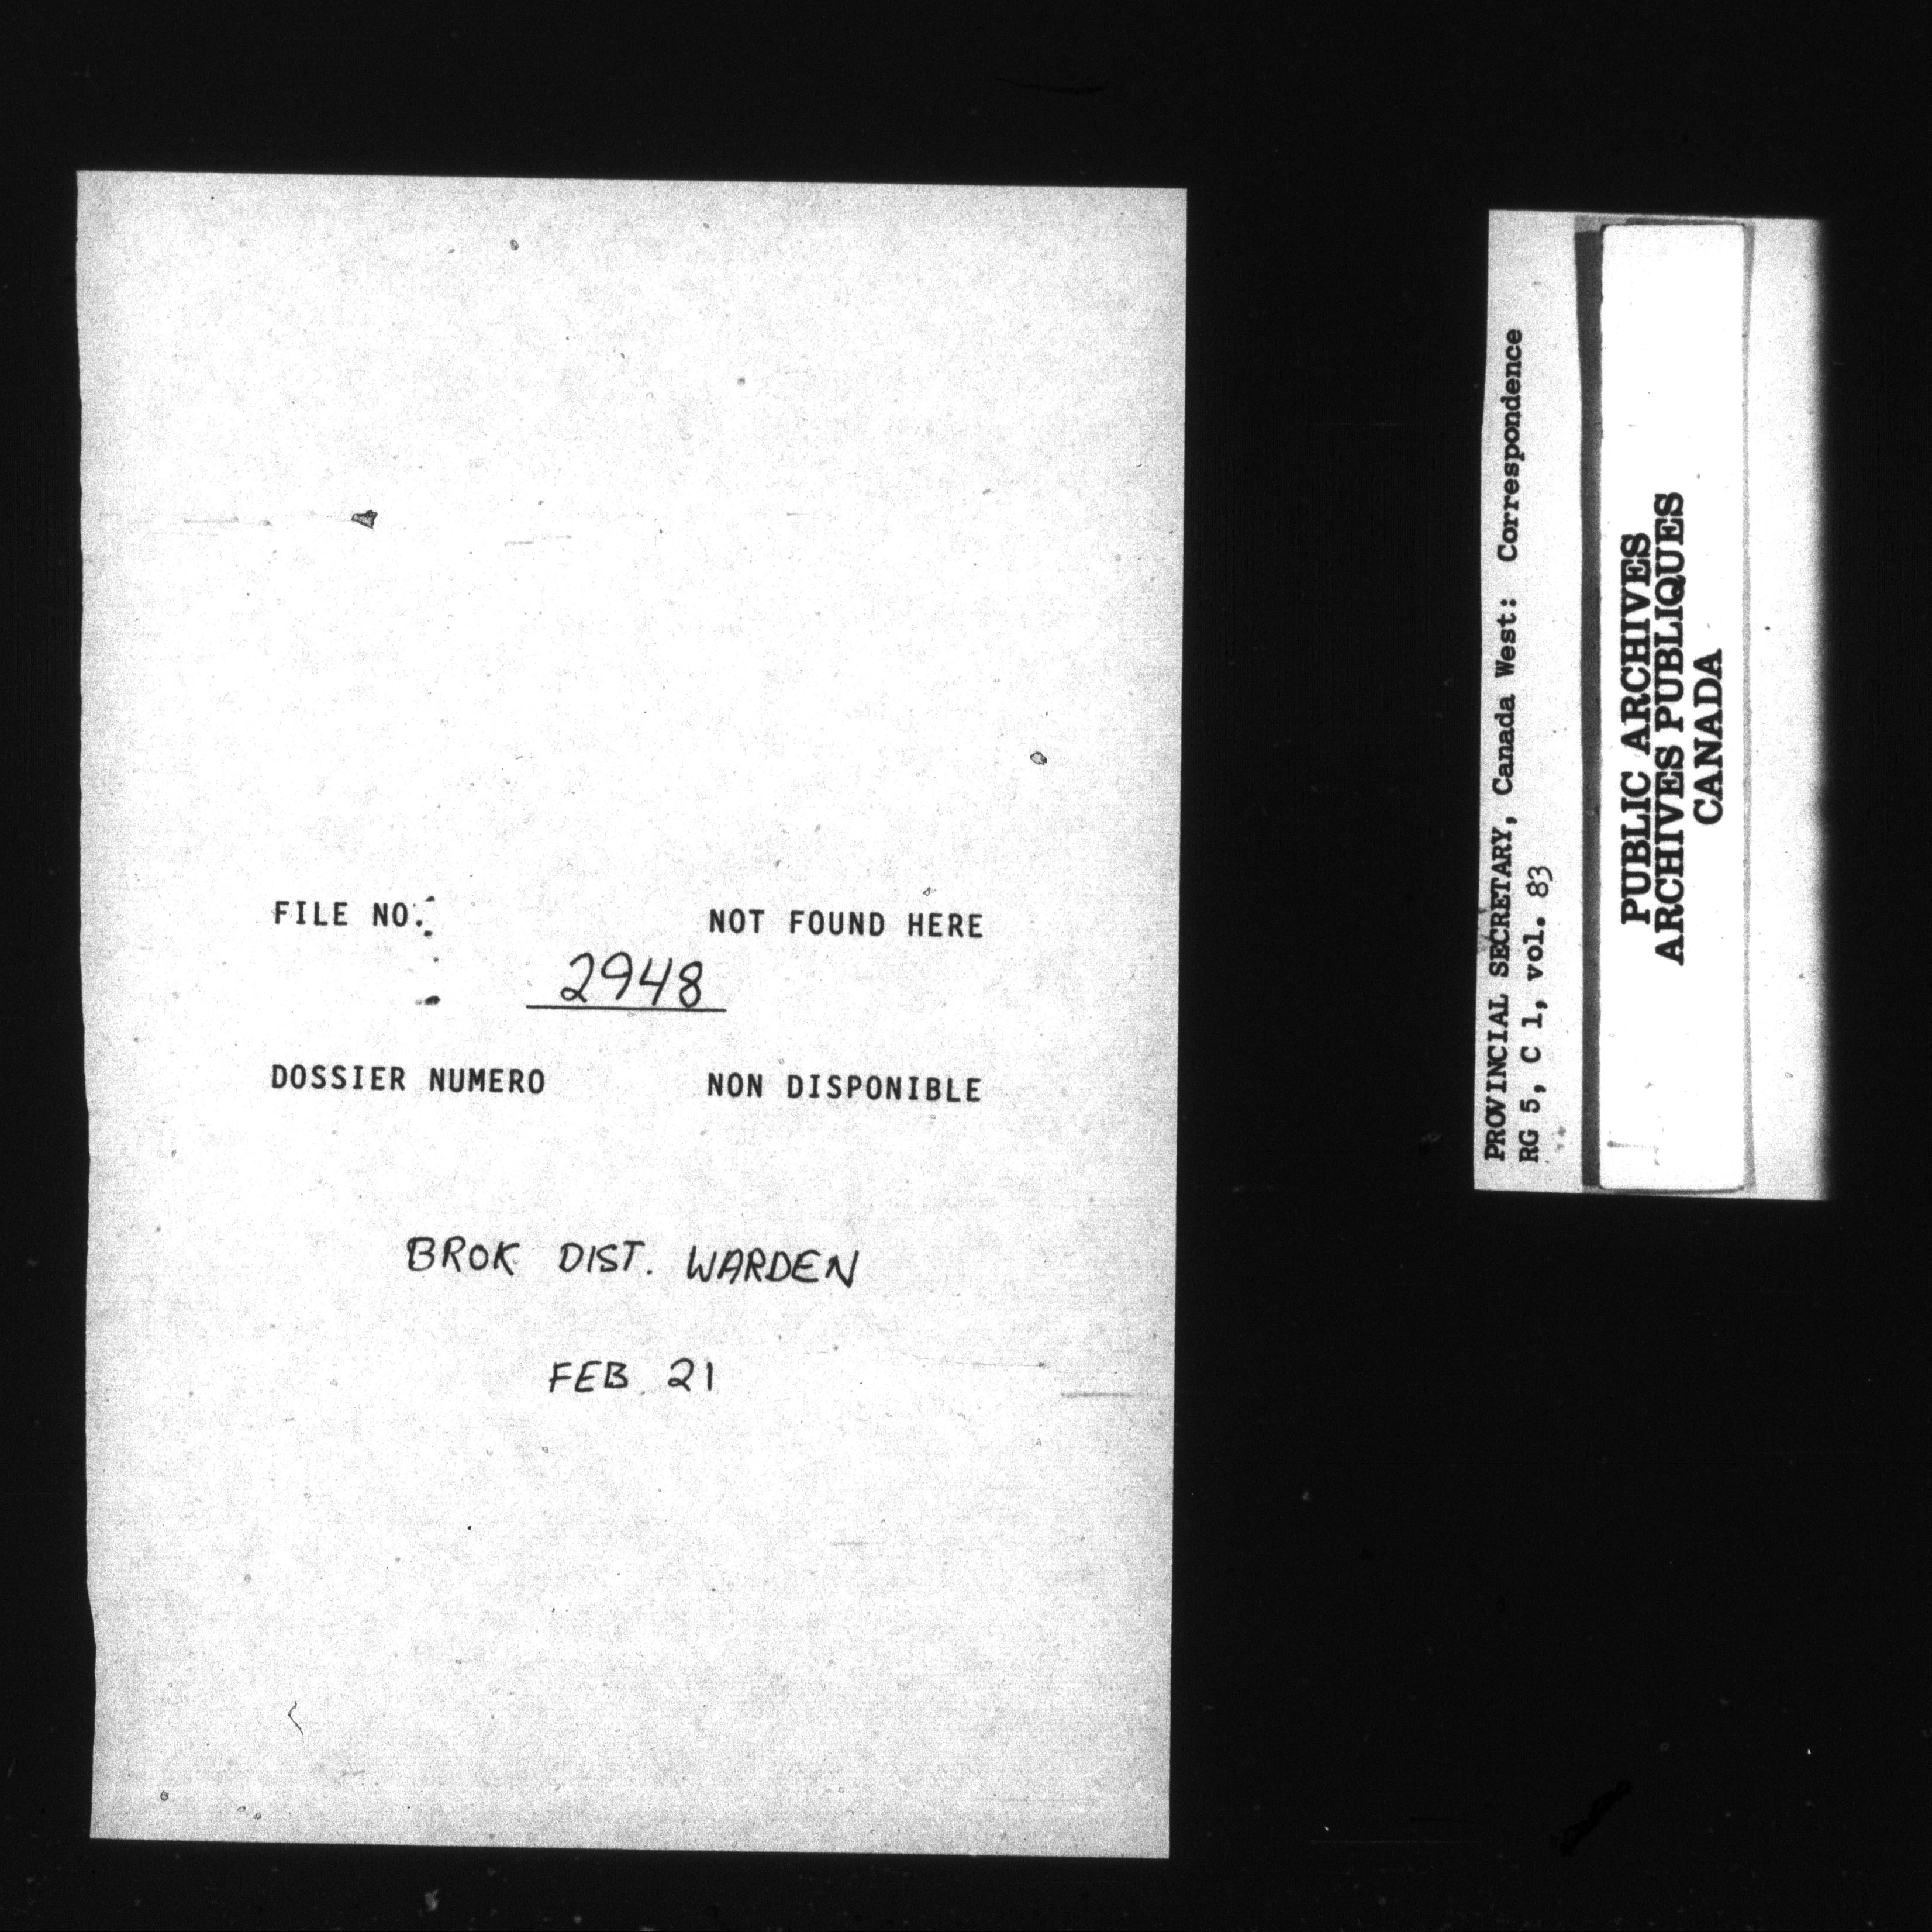 FILE NO.: NOT FOUND HERE
2948
DOSSIER NUMERO NON DISPONIBLE
BROK DIST. WARDEN
FEB. 21
PROVINCIAL SECRETARY, Canada West: Correspondence
RG 5, C 1, vol. 83
PUBLIC ARCHIVES
ARCHIVES PUBLIQUES
CANADA